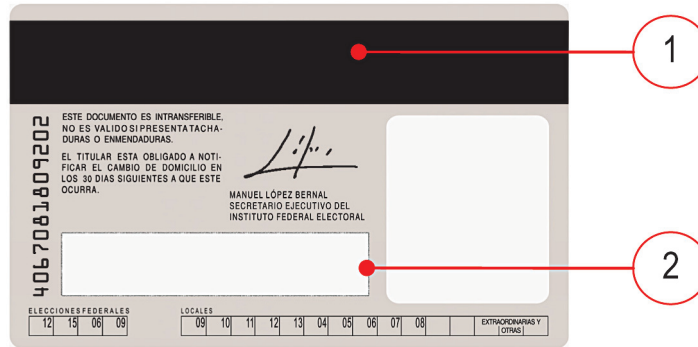 1
ESTE DOCUMENTO ES INTRANSFERIBLE,
NO ES VALIDO SI PRESENTA TACHA-
DURAS O ENMENDADURAS.
EL TITULAR ESTA OBLIGADO A NOTI-
FICAR EL CAMBIO DE DOMICILIO EN
LOS 30 DIAS SIGUIENTES A QUE ESTE
OCURRA.
4067081809202
MANUEL LÓPEZ BERNAL
SECRETARIO EJECUTIVO DEL
INSTITUTO FEDERAL ELECTORAL
2
ELECCIONES FEDERALES
12 15 06 09
LOCALES
09 10 11 12 13 04 05 06 07 08
EXTRAORDINARIAS Y
OTRAS